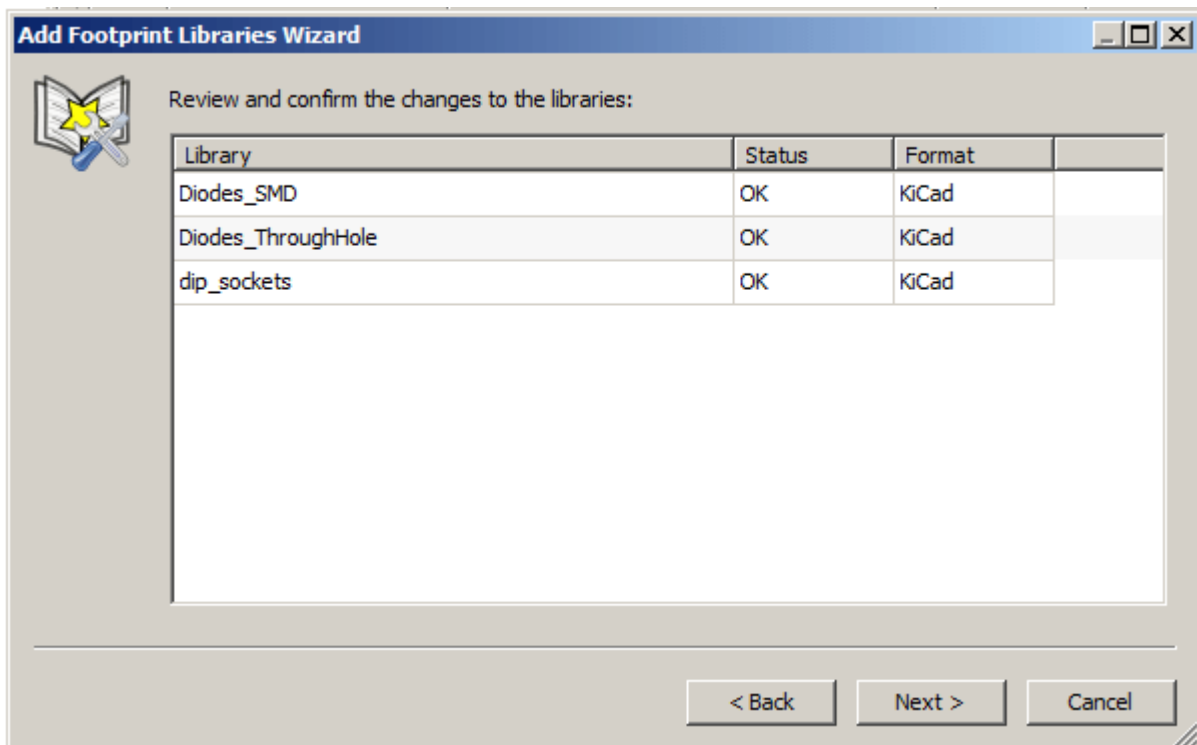 Add Footprint Libraries Wizard
Review and confirm the changes to the libraries:
Library Status Format
Diodes_SMD OK KiCad
Diodes_ThroughHole OK KiCad
dip_sockets OK KiCad
< Back Next > Cancel